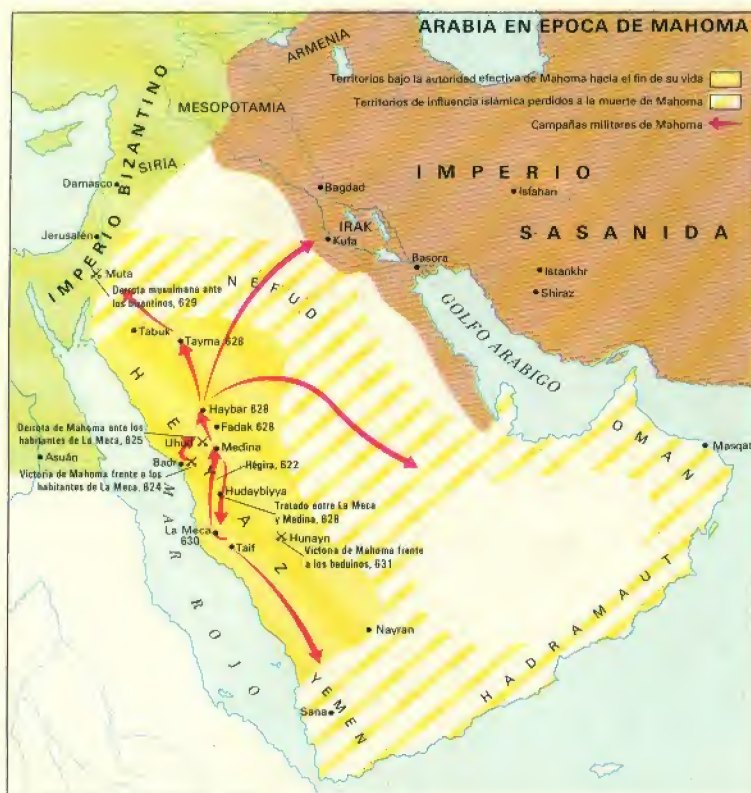 ARABIA EN EPOCA DE MAHOMA
Territorios bajo la autoridad efectiva de Mahoma hacia el fin de su vida
Territorios de influencia islámica perdidos a la muerte de Mahoma
Campañas militares de Mahoma
ARMENIA
MESOPOTAMIA
IMPERIO BIZANTINO
SIRIA
Damasco
Jerusalén
IMPERIO
SASANIDA
Bagdad
Isfahan
IRAK
Kufa
Basora
Istankhr
Shiraz
GOLFO ARABIGO
Muta
Derrota musulmana ante
los bizantinos, 629
NEFUD
Tabuk
Tayma, 628
HEYAZ
Haybar 628
Fadak 628
Derrota de Mahoma ante los
habitantes de La Meca, 625
Uhud
Medina
Asuán
Badr
Hégira, 622
Victoria de Mahoma frente a los
habitantes de La Meca, 624
Hudaybiyya
Tratado entre La Meca
y Medina, 628
La Meca
630
Taif
Hunayn
Victoria de Mahoma frente
a los beduinos, 631
MAR ROJO
OMAN
Masqat
Nayran
HADRAMAUT
YEMEN
Sana